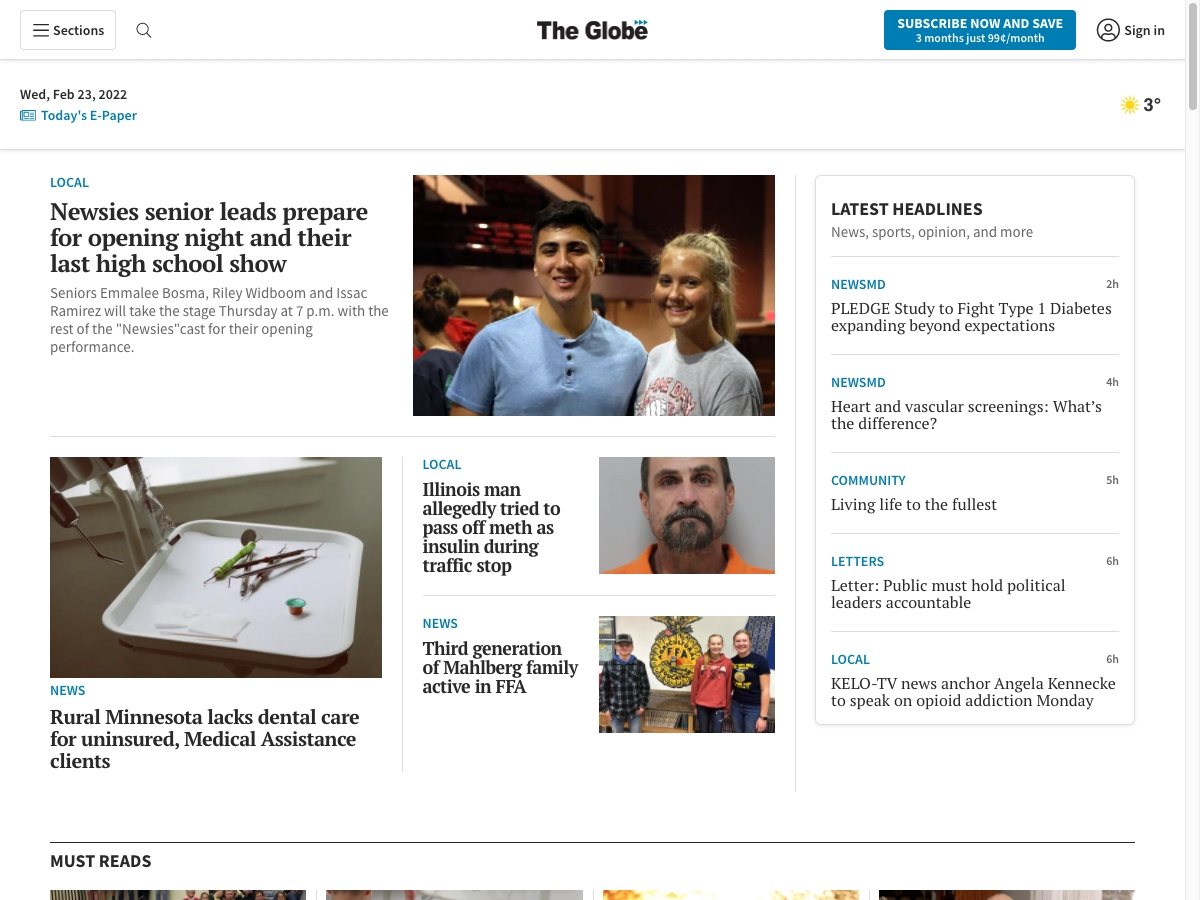 Sections
The Globe
SUBSCRIBE NOW AND SAVE
3 months just 99¢/month
Sign in
Wed, Feb 23, 2022
Today's E-Paper
3°
LOCAL
Newsies senior leads prepare
for opening night and their
last high school show
Seniors Emmalee Bosma, Riley Widboom and Issac
Ramirez will take the stage Thursday at 7 p.m. with the
rest of the "Newsies"cast for their opening
performance.
NEWS
Rural Minnesota lacks dental care
for uninsured, Medical Assistance
clients
LOCAL
Illinois man
allegedly tried to
pass off meth as
insulin during
traffic stop
NEWS
Third generation
of Mahlberg family
active in FFA
LATEST HEADLINES
News, sports, opinion, and more
NEWSMD 2h
PLEDGE Study to Fight Type 1 Diabetes
expanding beyond expectations
NEWSMD 4h
Heart and vascular screenings: What’s
the difference?
COMMUNITY 5h
Living life to the fullest
LETTERS 6h
Letter: Public must hold political
leaders accountable
LOCAL 6h
KELO-TV news anchor Angela Kennecke
to speak on opioid addiction Monday
MUST READS